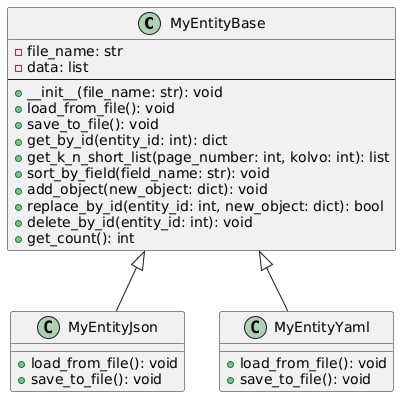 C MyEntityBase
file_name: str
data: list
__init__(file_name: str): void
load_from_file(): void
save_to_file(): void
get_by_id(entity_id: int): dict
get_k_n_short_list(page_number: int, kolvo: int): list
sort_by_field(field_name: str): void
add_object(new_object: dict): void
replace_by_id(entity_id: int, new_object: dict): bool
delete_by_id(entity_id: int): void
get_count(): int
C MyEntityJson
load_from_file(): void
save_to_file(): void
C MyEntityYaml
load_from_file(): void
save_to_file(): void